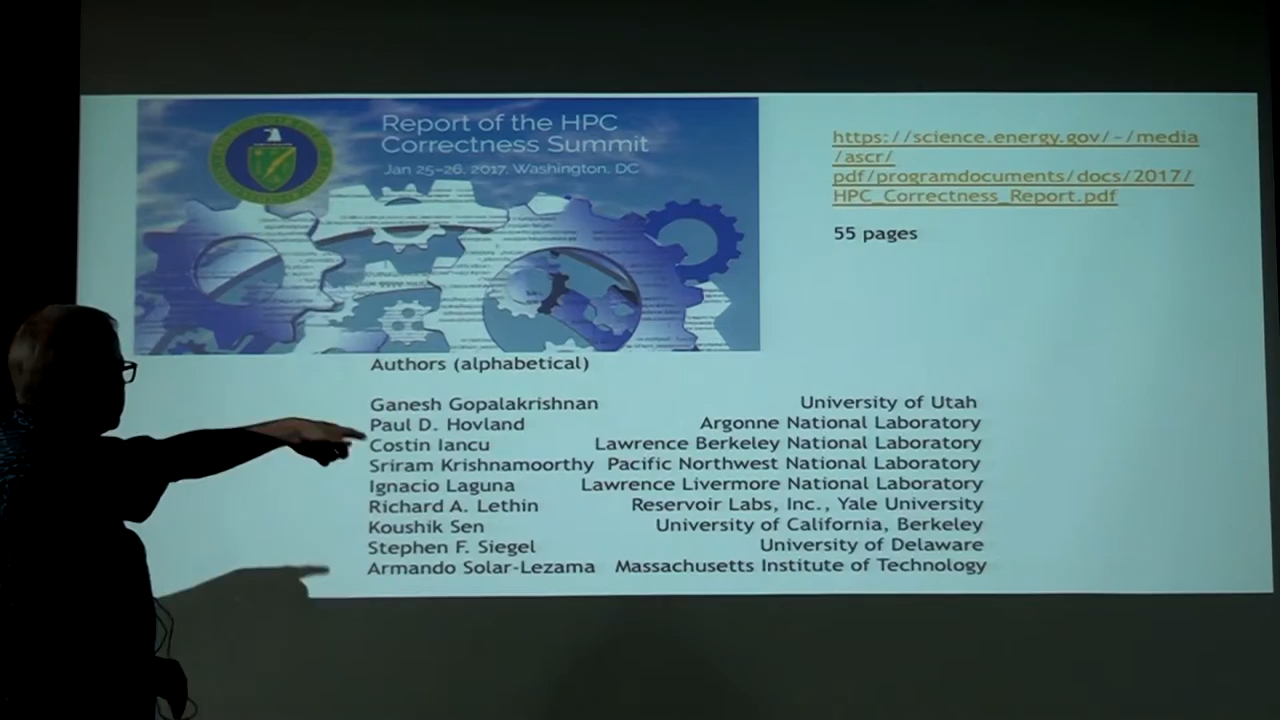 Report of the HPC
Correctness Summit
Jan 25-26, 2017, Washington, DC
https://science.energy.gov/-/media
/ascr/
pdf/programdocuments/docs/2017/
HPC_Correctness_Report.pdf
55 pages
Authors (alphabetical)
Ganesh Gopalakrishnan University of Utah
Paul D. Hovland Argonne National Laboratory
Costin Iancu Lawrence Berkeley National Laboratory
Sriram Krishnamoorthy Pacific Northwest National Laboratory
Ignacio Laguna Lawrence Livermore National Laboratory
Richard A. Lethin Reservoir Labs, Inc., Yale University
Koushik Sen University of California, Berkeley
Stephen F. Siegel University of Delaware
Armando Solar-Lezama Massachusetts Institute of Technology